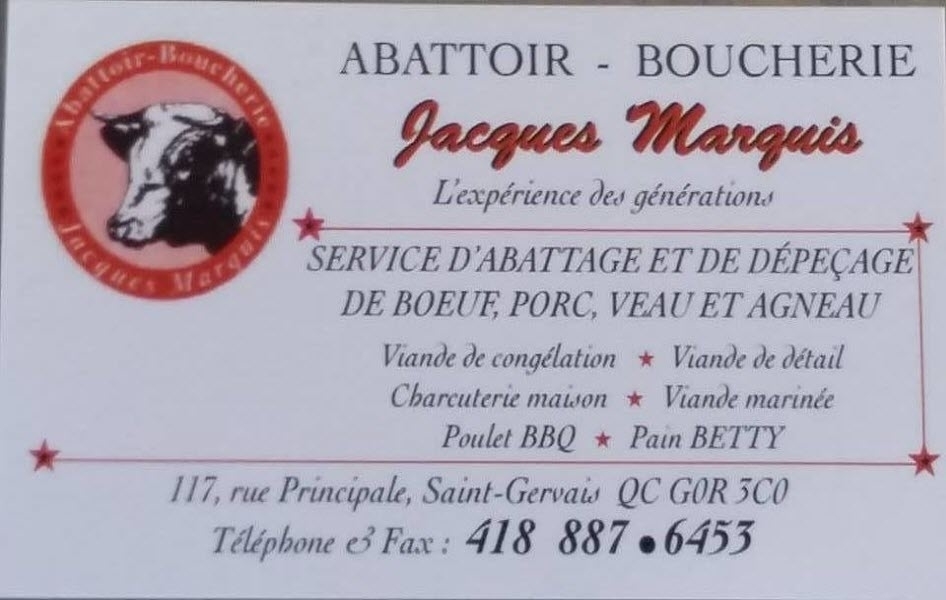 Abattoir-Boucherie
Jacques Marquis
ABATTOIR - BOUCHERIE
Jacques Marquis
L'expérience des générations
SERVICE D'ABATTAGE ET DE DÉPEÇAGE
DE BOEUF, PORC, VEAU ET AGNEAU
Viande de congélation ★ Viande de détail
Charcuterie maison ★ Viande marinée
Poulet BBQ ★ Pain BETTY
117, rue Principale, Saint-Gervais QC G0R 3C0
Téléphone & Fax : 418 887•6453